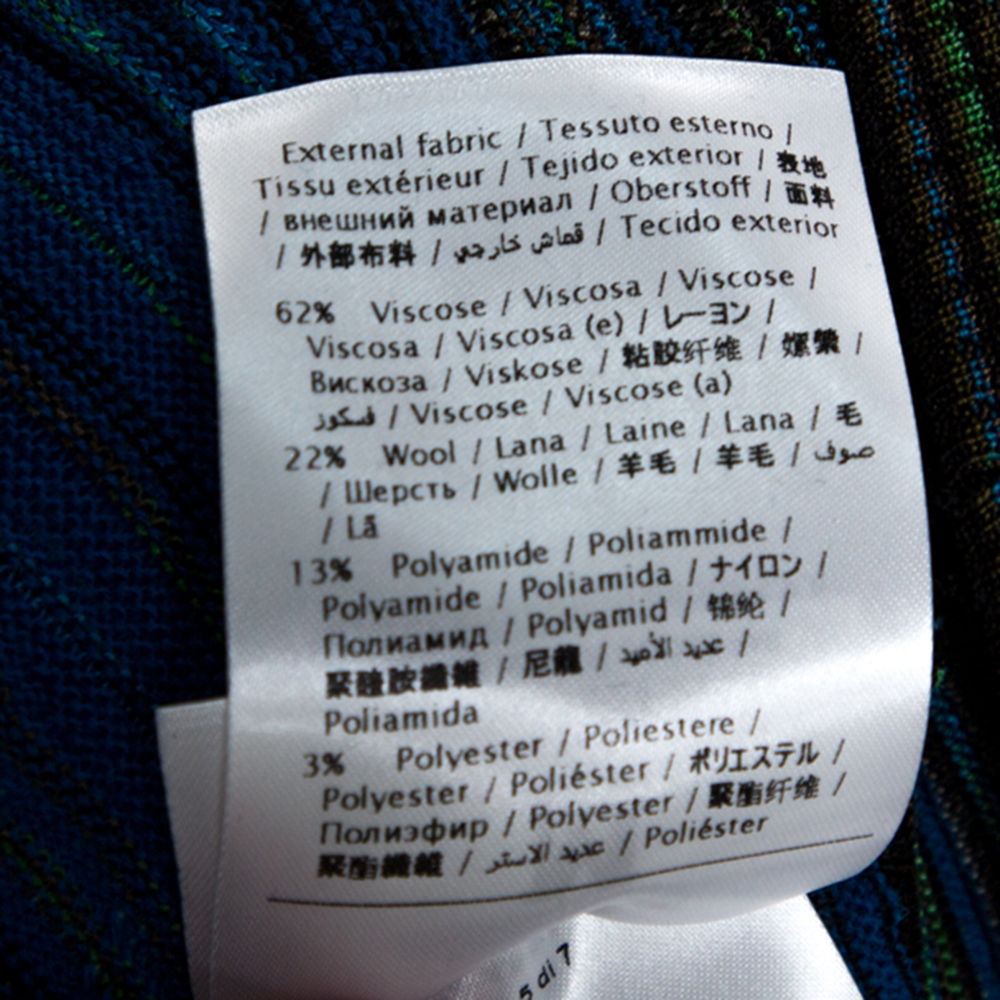 External fabric / Tessuto esterno /
Tissu extérieur / Tejido exterior / 表地
/ внешний материал / Oberstoff / 面料
/ 外部布料 / قماش خارجي / Tecido exterior
62% Viscose / Viscosa / Viscose /
Viscosa / Viscosa (e) / レーヨン /
Вискоза / Viskose / 粘胶纤维 / 嫘縈 /
فسكوز / Viscose / Viscose (a)
22% Wool / Lana / Laine / Lana / 毛
/ Шерсть / Wolle / 羊毛 / 羊毛 / صوف
/ Lã
13% Polyamide / Poliammide /
Polyamide / Poliamida / ナイロン /
Полиамид / Polyamid / 锦纶 /
聚醯胺纖維 / 尼龍 / عديد الأميد /
Poliamida
3% Polyester / Poliestere /
Polyester / Poliéster / ポリエステル /
Полиэфир / Polyester / 聚酯纤维 /
聚酯纖維 / عديد الاستر / Poliéster
5 di 7